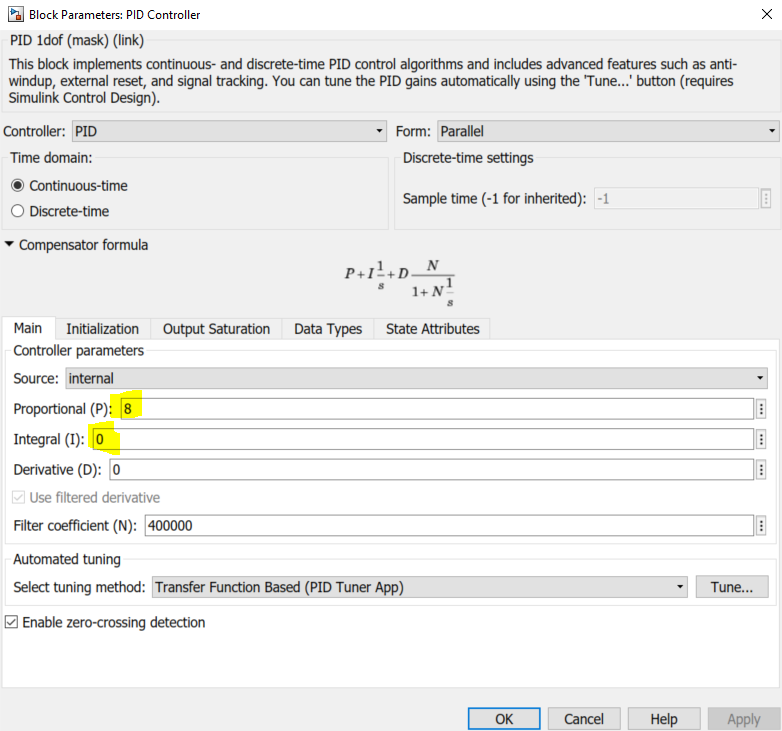 Block Parameters: PID Controller
PID 1dof (mask) (link)
This block implements continuous- and discrete-time PID control algorithms and includes advanced features such as anti-
windup, external reset, and signal tracking. You can tune the PID gains automatically using the 'Tune...' button (requires
Simulink Control Design).
Controller: PID Form: Parallel
Time domain: Discrete-time settings
Continuous-time
Sample time (-1 for inherited): -1
Discrete-time
Compensator formula
P+I 1/s +D N/(1+N 1/s)
Main Initialization Output Saturation Data Types State Attributes
Controller parameters
Source: internal
Proportional (P): 8
Integral (I): 0
Derivative (D): 0
Use filtered derivative
Filter coefficient (N): 400000
Automated tuning
Select tuning method: Transfer Function Based (PID Tuner App) Tune...
Enable zero-crossing detection
OK Cancel Help Apply